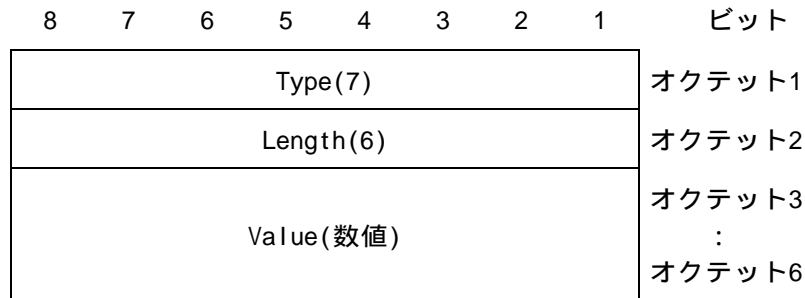 8 7 6 5 4 3 2 1 ビット
Type(7) オクテット1
Length(6) オクテット2
オクテット3
Value(数値) :
オクテット6